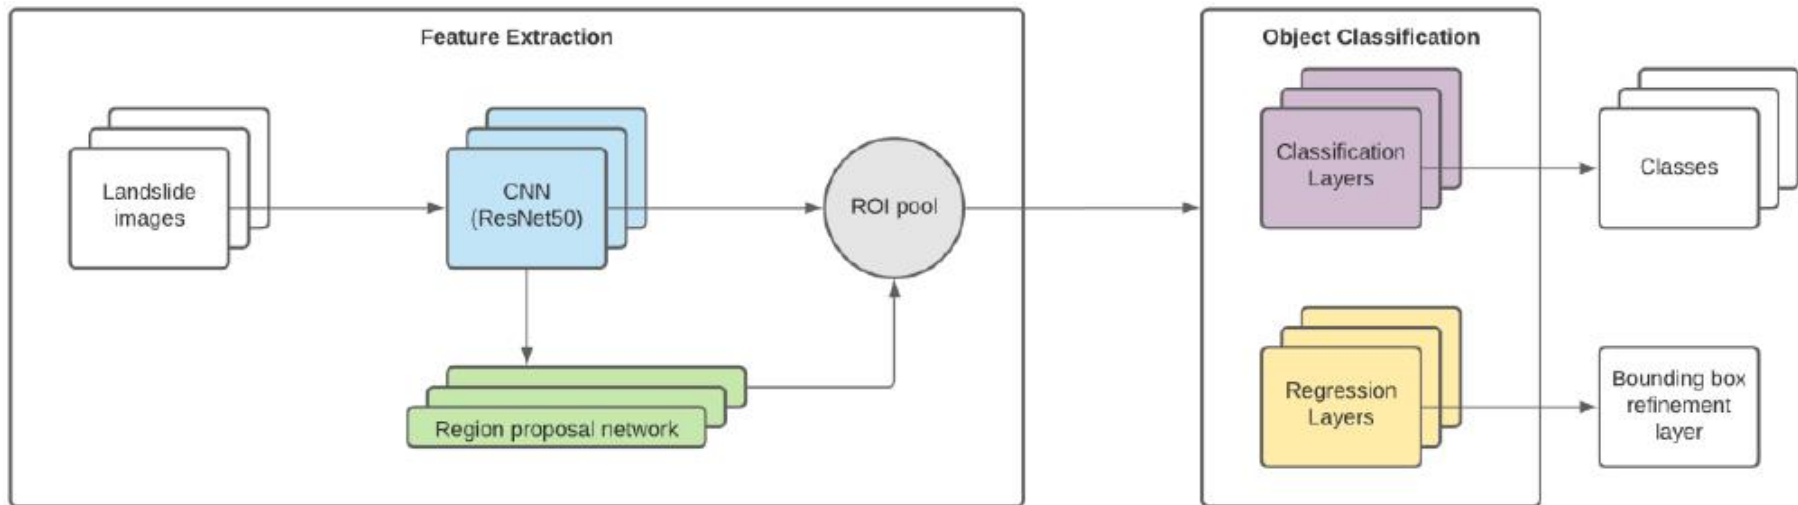 Feature Extraction
Landslide
images
CNN
(ResNet50)
ROI pool
Region proposal network
Object Classification
Classification
Layers
Classes
Regression
Layers
Bounding box
refinement
layer